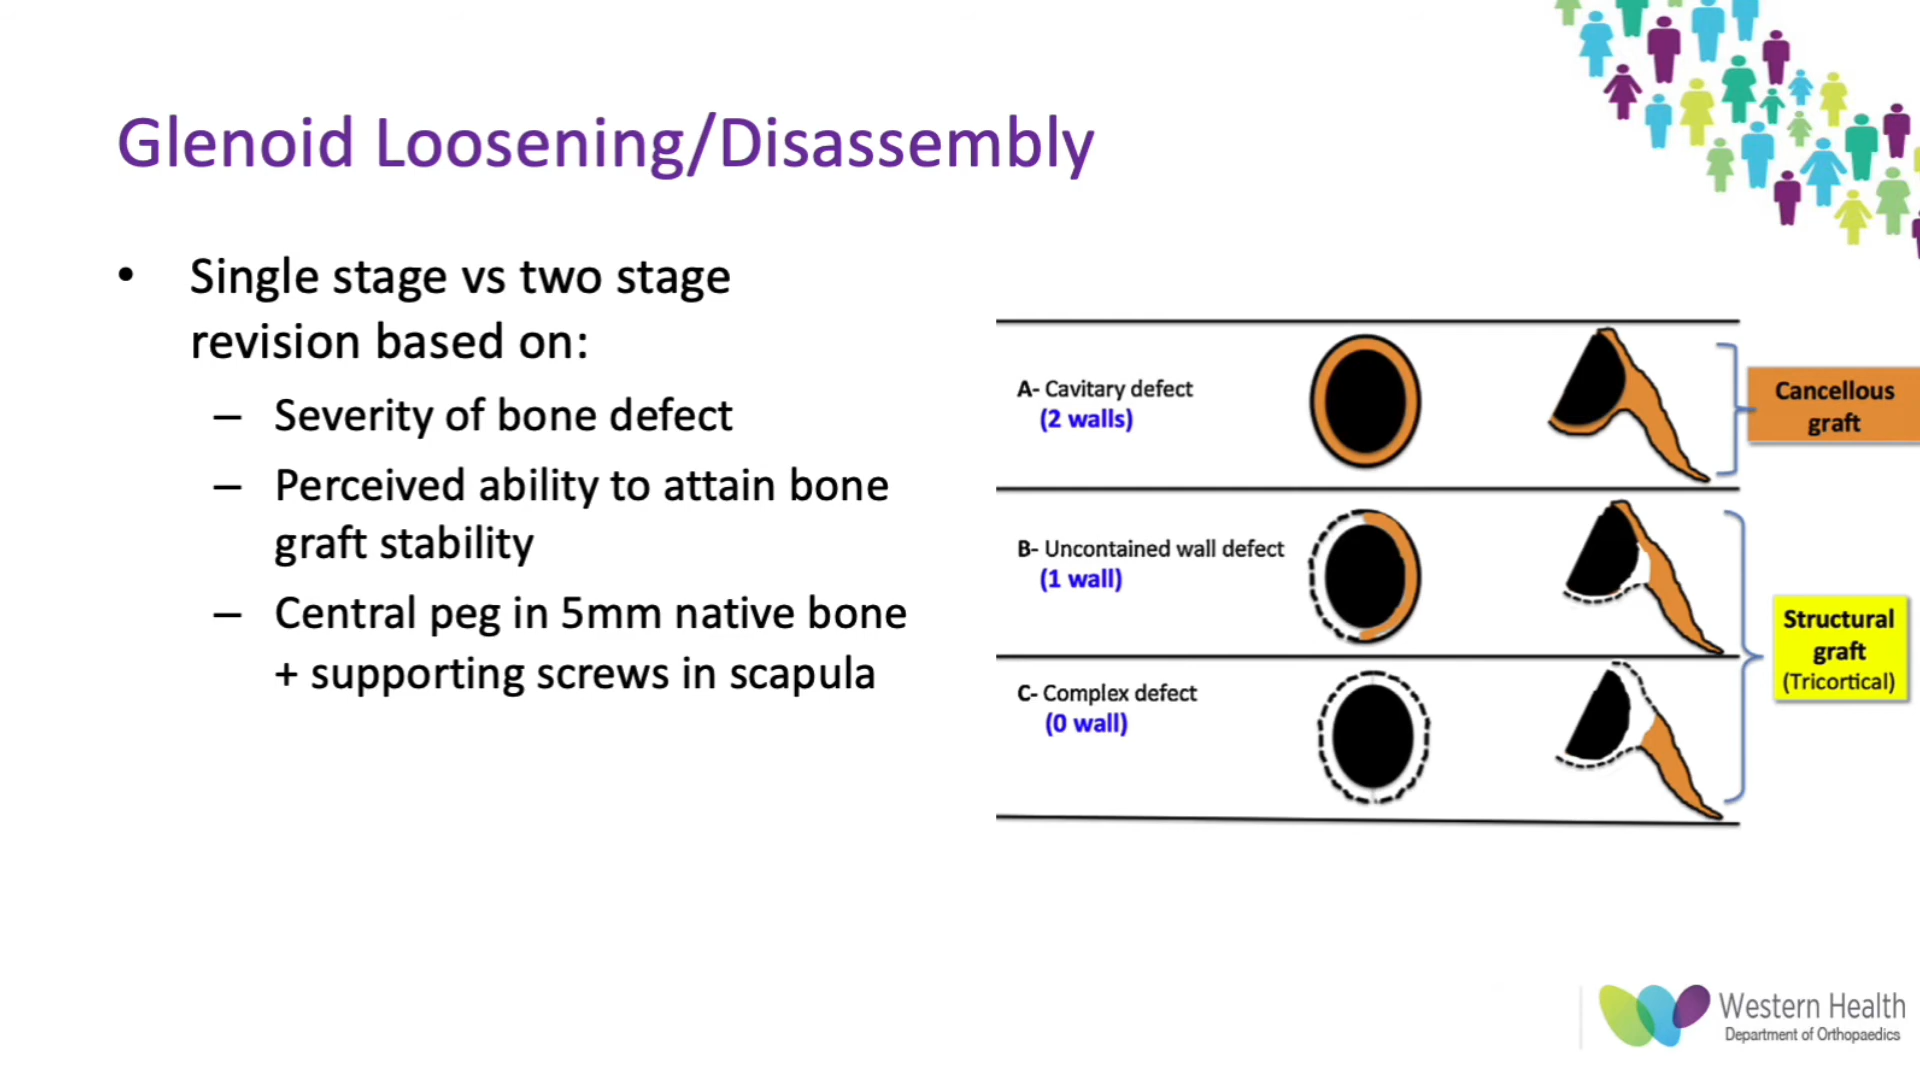 Glenoid Loosening/Disassembly
• Single stage vs two stage
revision based on:
– Severity of bone defect
– Perceived ability to attain bone
graft stability
– Central peg in 5mm native bone
+ supporting screws in scapula
A- Cavitary defect
(2 walls)
Cancellous
graft
B- Uncontained wall defect
(1 wall)
C- Complex defect
(0 wall)
Structural
graft
(Tricortical)
Western Health
Department of Orthopaedics